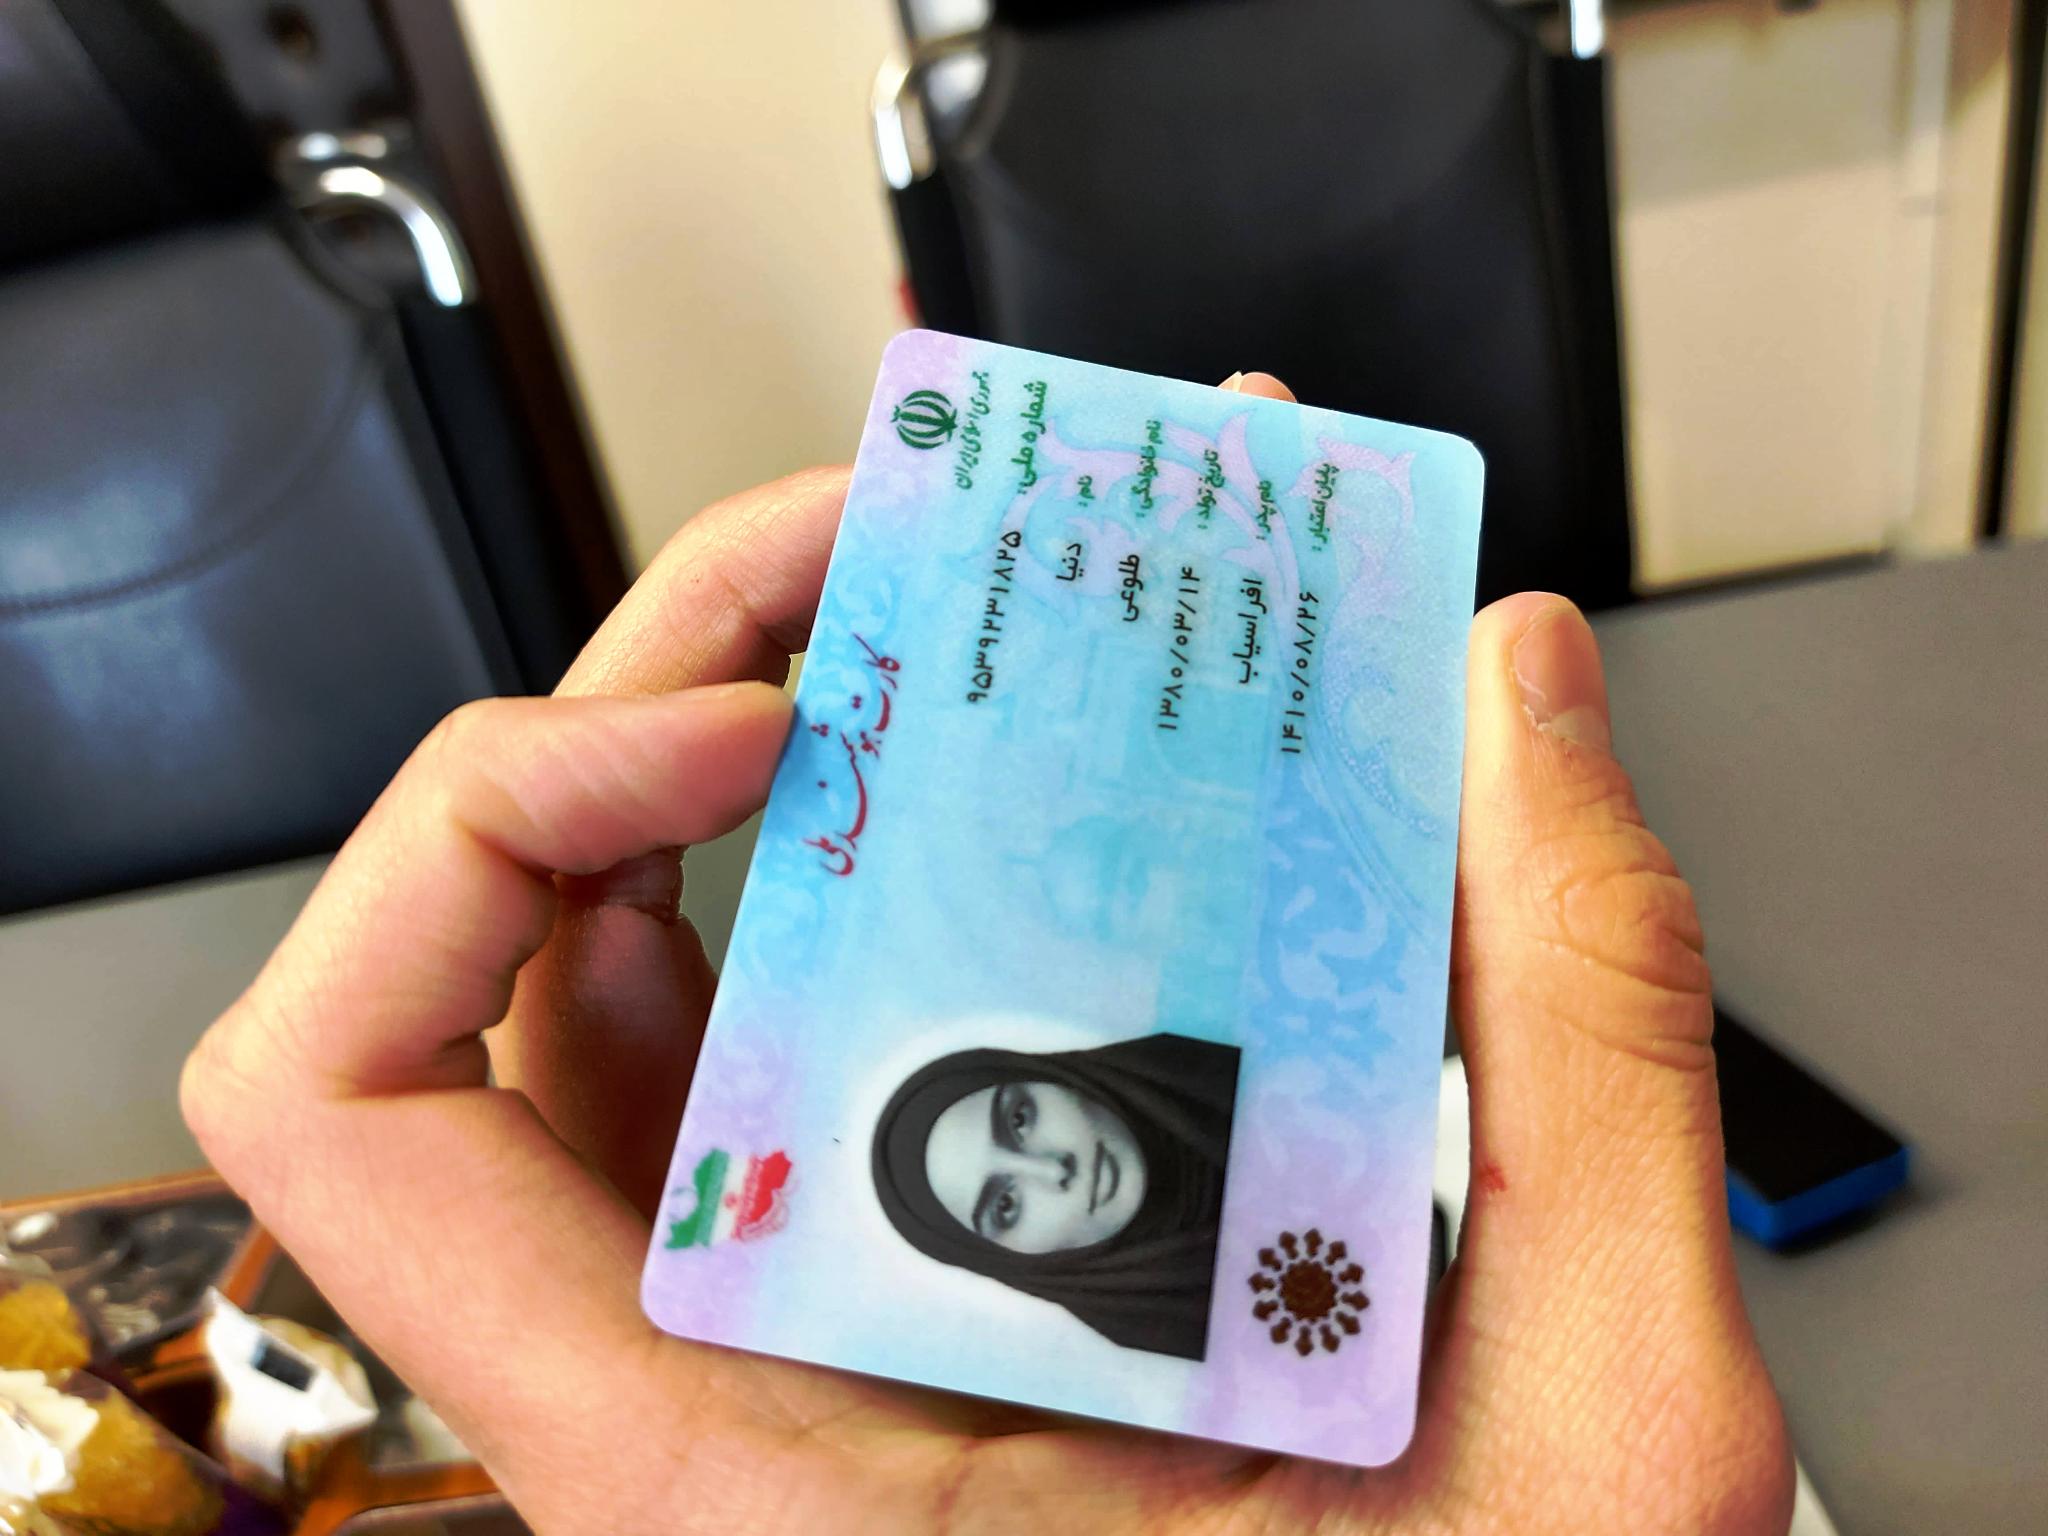 جمهوری اسلامی ایران
کارت هوشمند ملی
شماره ملی: ۹۵۳۹۲۳۱۸۲۵
نام: دنیا
نام خانوادگی: طلوعی
تاریخ تولد: ۱۳۸۰/۰۳/۱۴
نام پدر: افراسیاب
پایان اعتبار: ۱۴۱۰/۰۸/۲۶